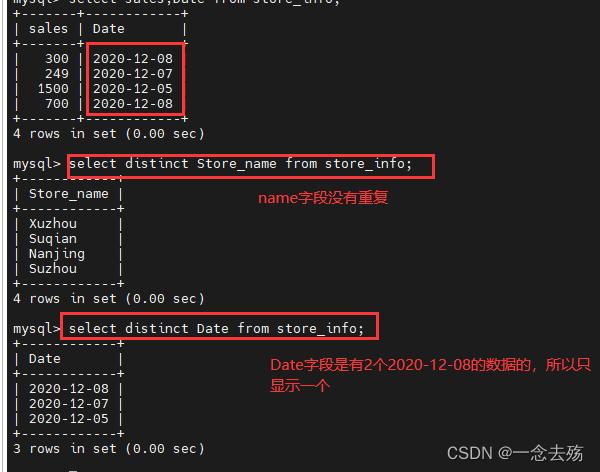 mysql> select sales,Date from store_info;
+-------+------------+
| sales | Date       |
+-------+------------+
|   300 | 2020-12-08 |
|   249 | 2020-12-07 |
|  1500 | 2020-12-05 |
|   700 | 2020-12-08 |
+-------+------------+
4 rows in set (0.00 sec)
mysql> select distinct Store_name from store_info;
+------------+
| Store_name |
+------------+
name字段没有重复
| Xuzhou     |
| Suqian     |
| Nanjing    |
| Suzhou     |
+------------+
4 rows in set (0.00 sec)
mysql> select distinct Date from store_info;
+------------+
| Date       |
+------------+
Date字段是有2个2020-12-08的数据的，所以只
显示一个
| 2020-12-08 |
| 2020-12-07 |
| 2020-12-05 |
+------------+
3 rows in set (0.00 sec)
CSDN @一念去殇